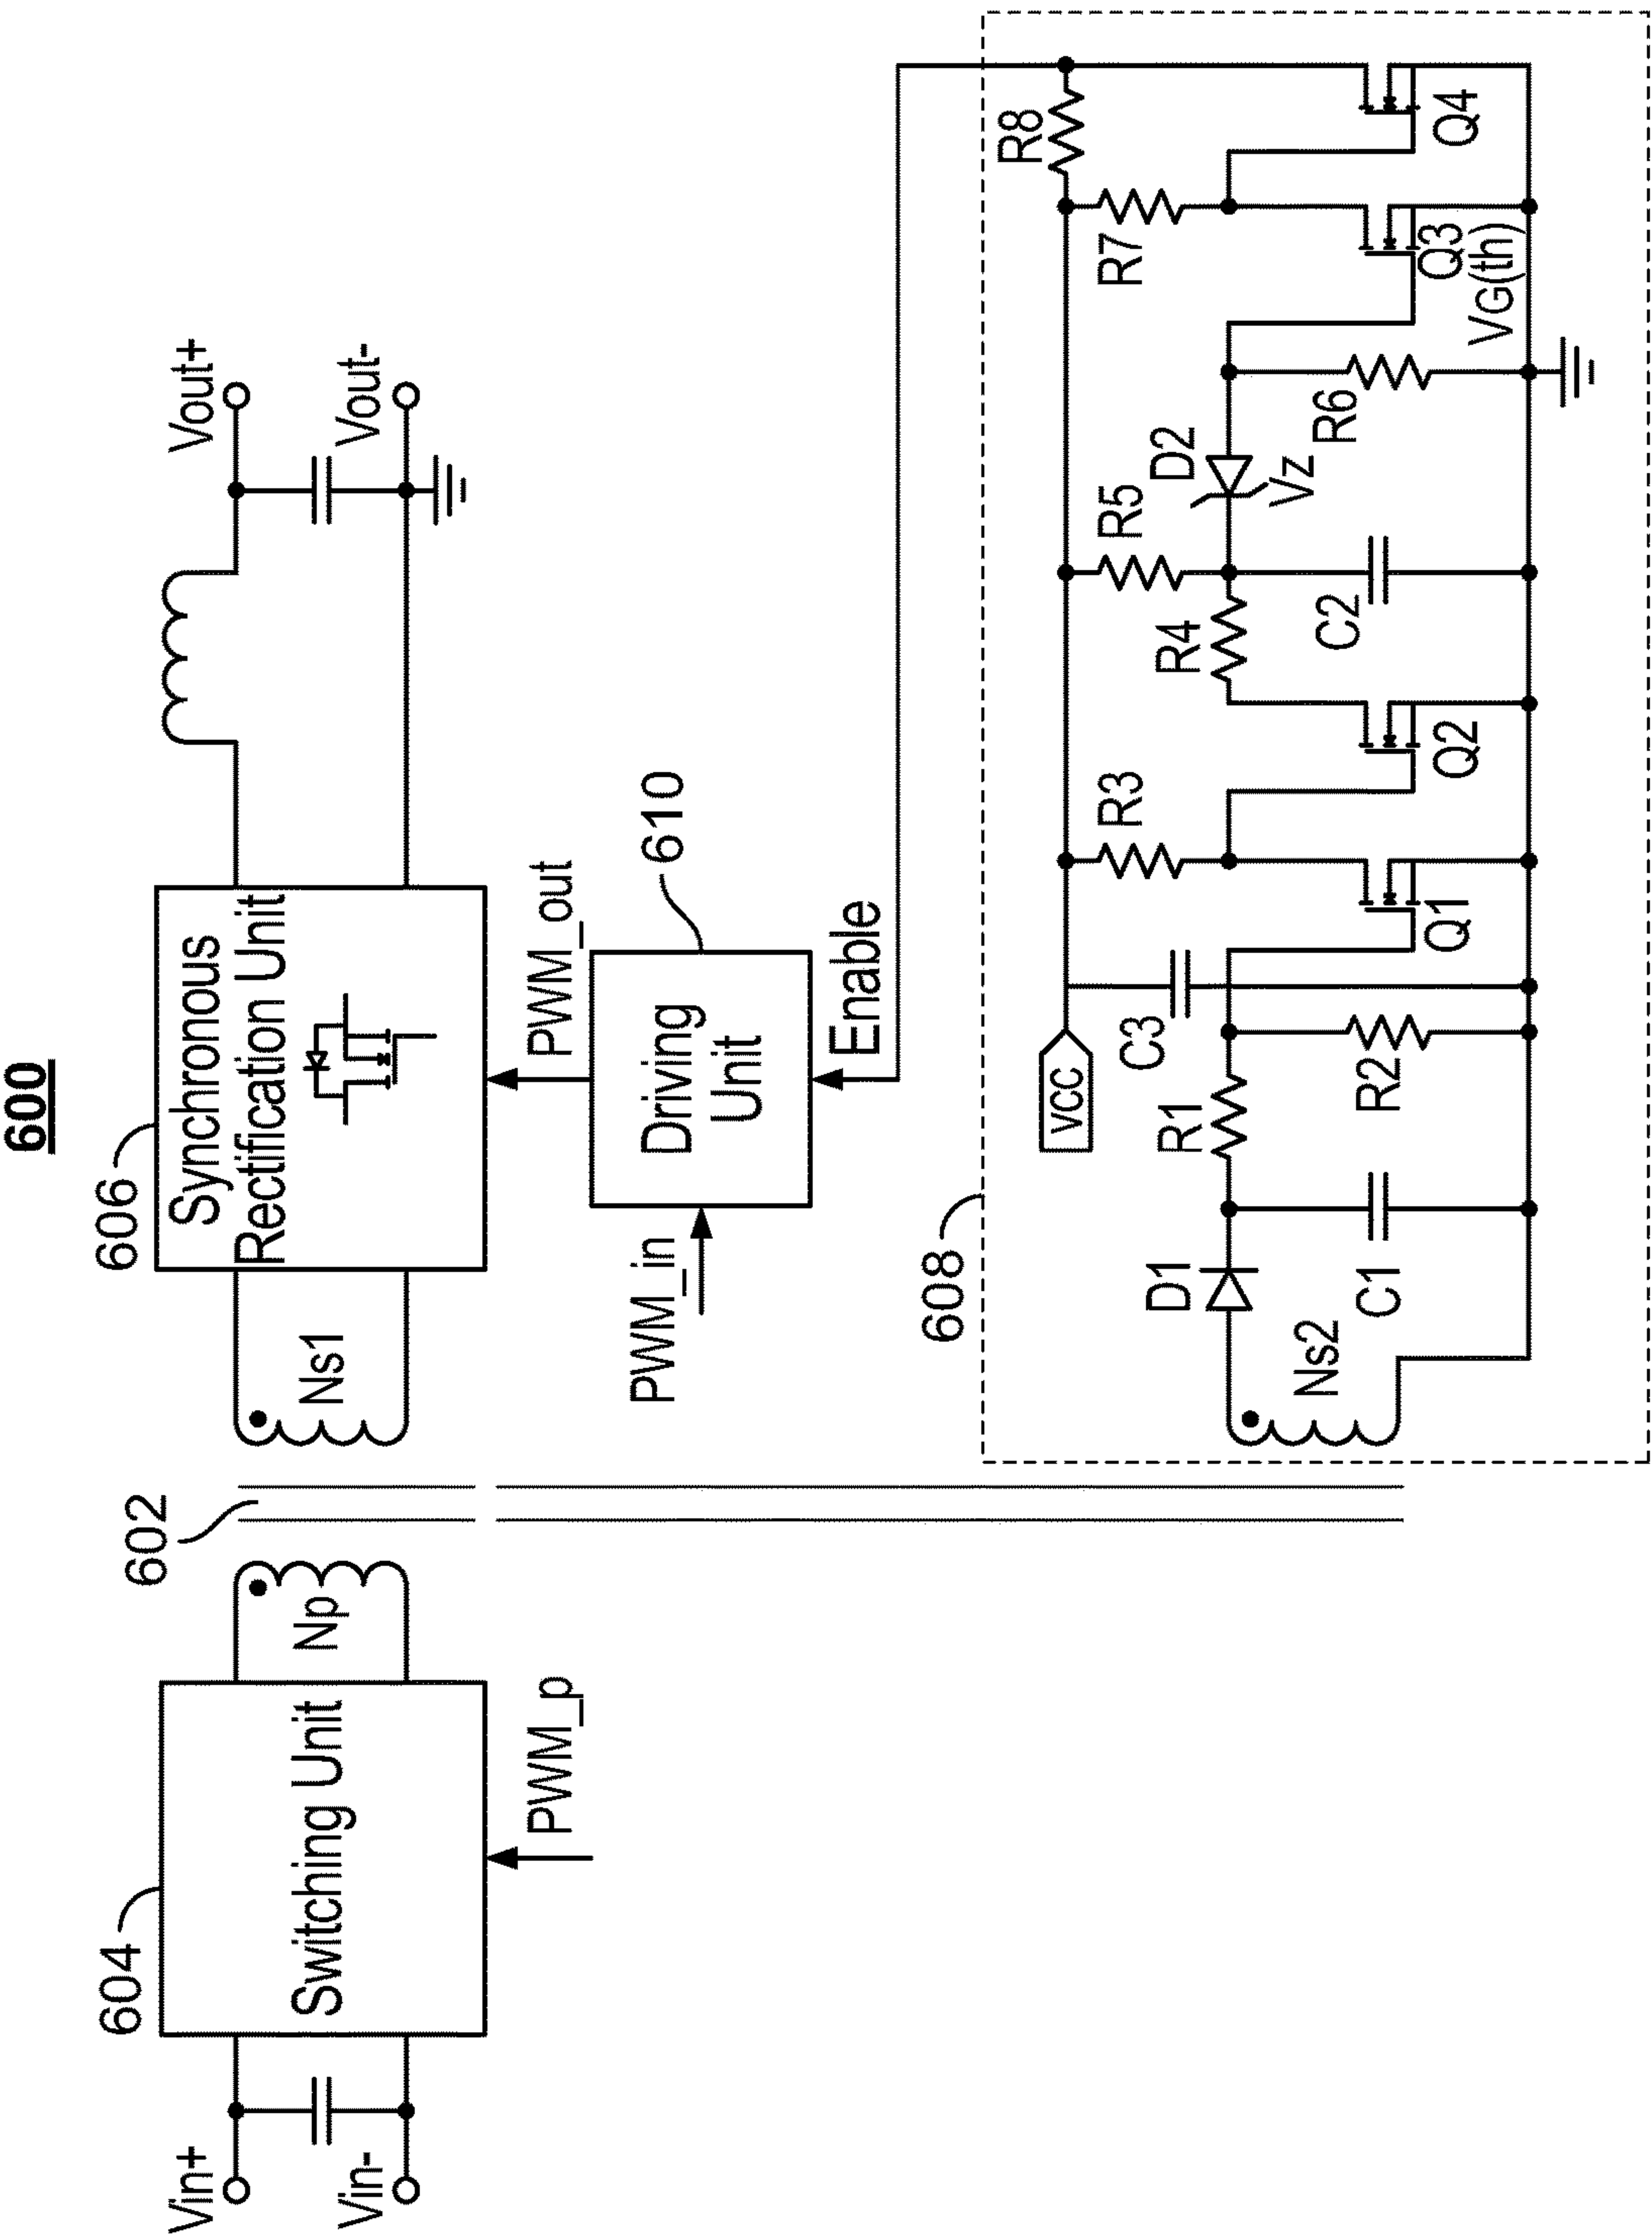 600
602
604
Switching Unit
Vin+
Vin-
PWM_p
Np
Ns1
606
Synchronous
Rectification Unit
Vout+
Vout-
PWM_out
610
Driving
Unit
PWM_in
Enable
608
VCC
Ns2
D1
C1
R1
R2
C3
Q1
R3
Q2
R4
R5
C2
D2
Vz
R6
R7
Q3
VG(th)
R8
Q4